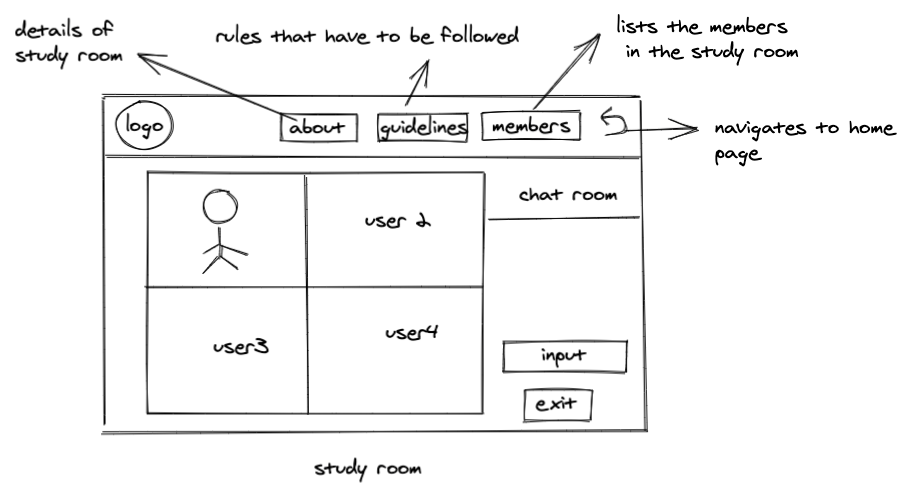 details of
study room
rules that have to be followed
lists the members
in the study room
logo
about
guidelines
members
navigates to home
page
chat room
user 2
user3
user4
input
exit
study room